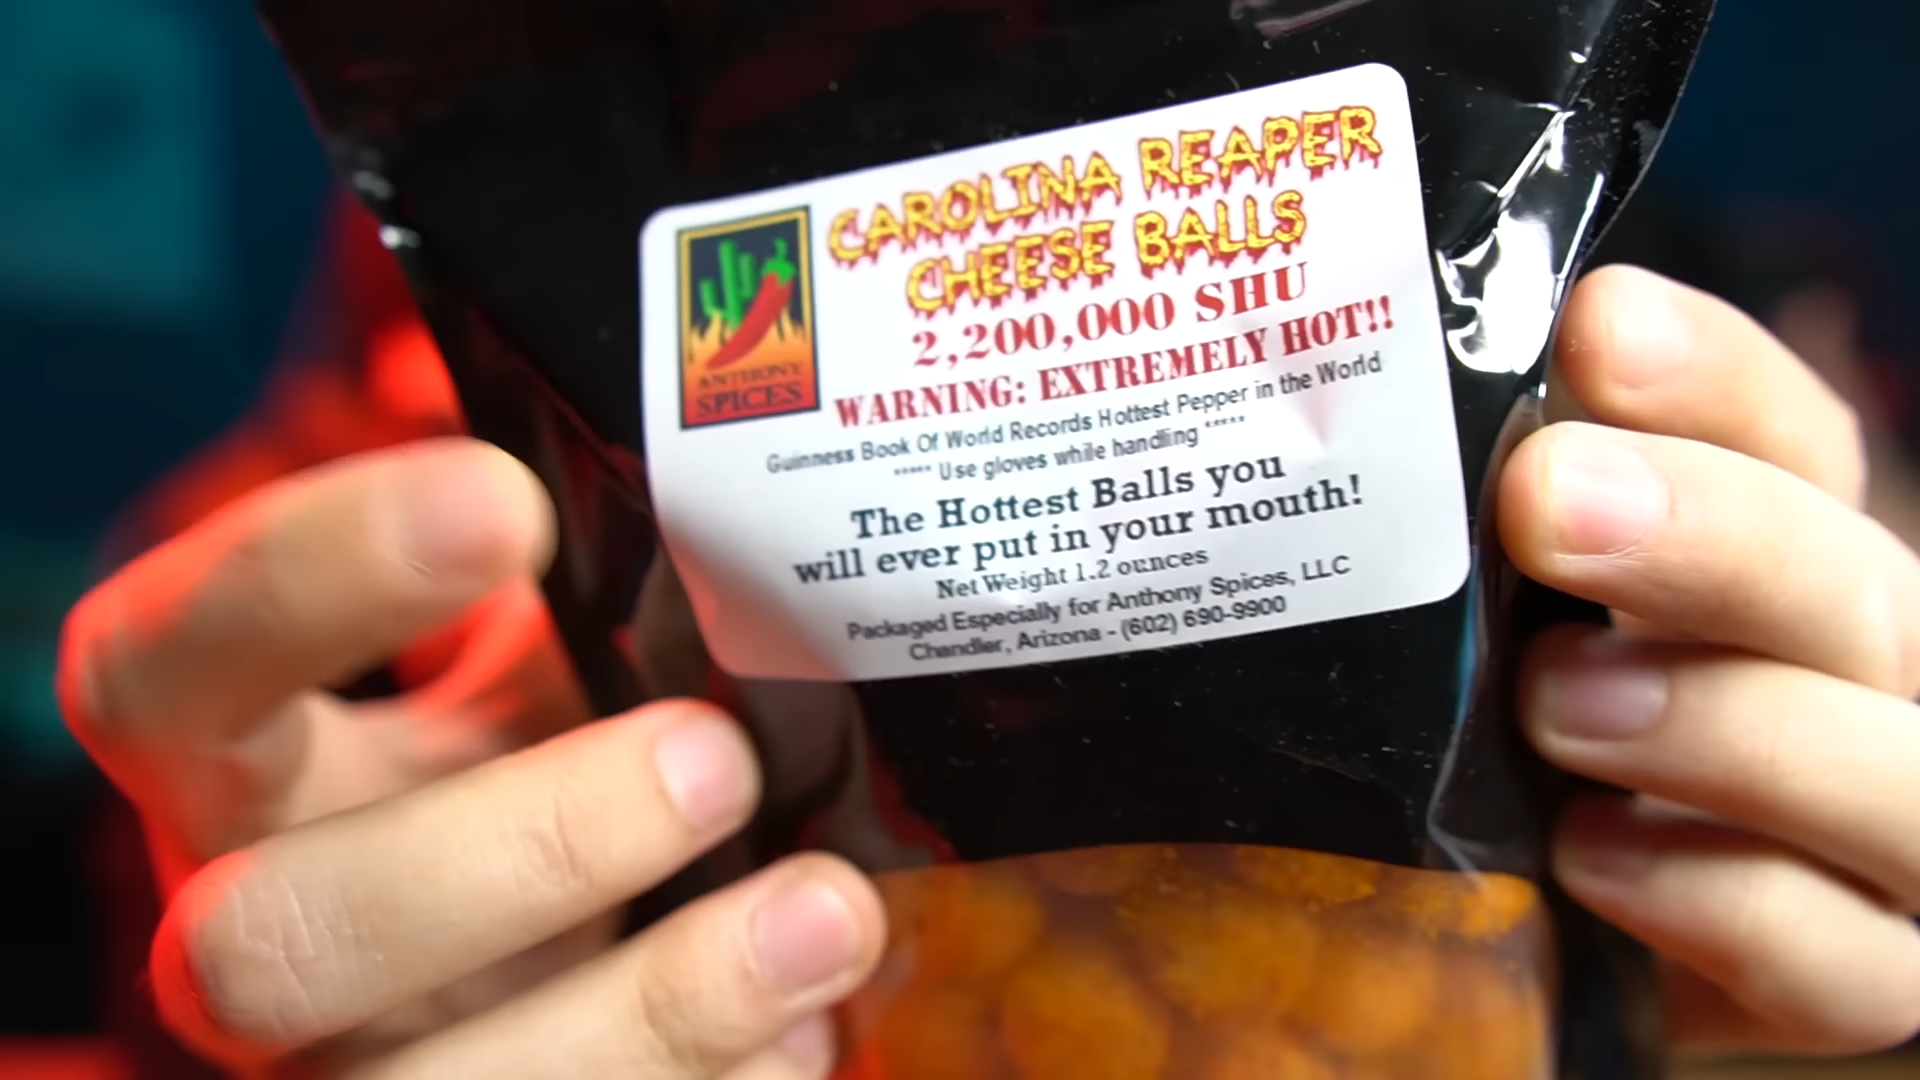 CAROLINA REAPER
CHEESE BALLS
2,200,000 SHU
WARNING: EXTREMELY HOT!!
Guinness Book Of World Records Hottest Pepper in the World
***** Use gloves while handling *****
The Hottest Balls you
will ever put in your mouth!
Net Weight 1.2 ounces
Packaged Especially for Anthony Spices, LLC
Chandler, Arizona - (602) 690-9900
ANTHONY
SPICES